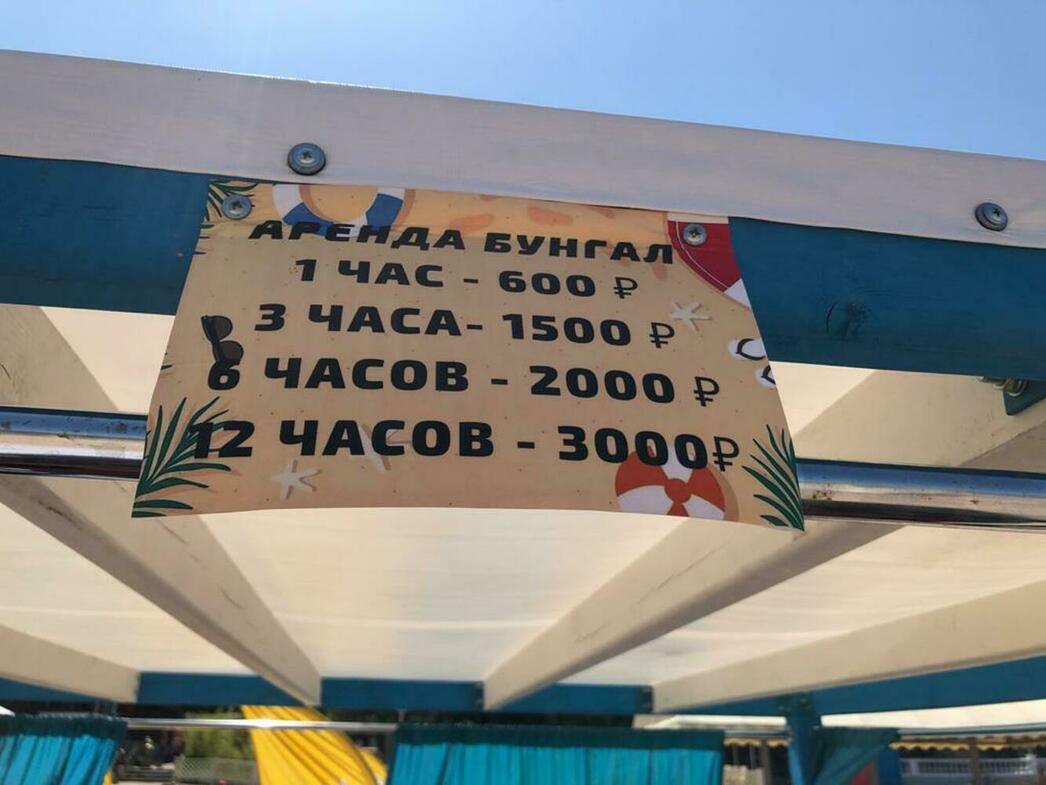 АРЕНДА БУНГАЛ
1 ЧАС - 600 ₽
3 ЧАСА- 1500 ₽
6 ЧАСОВ - 2000 ₽
12 ЧАСОВ - 3000₽